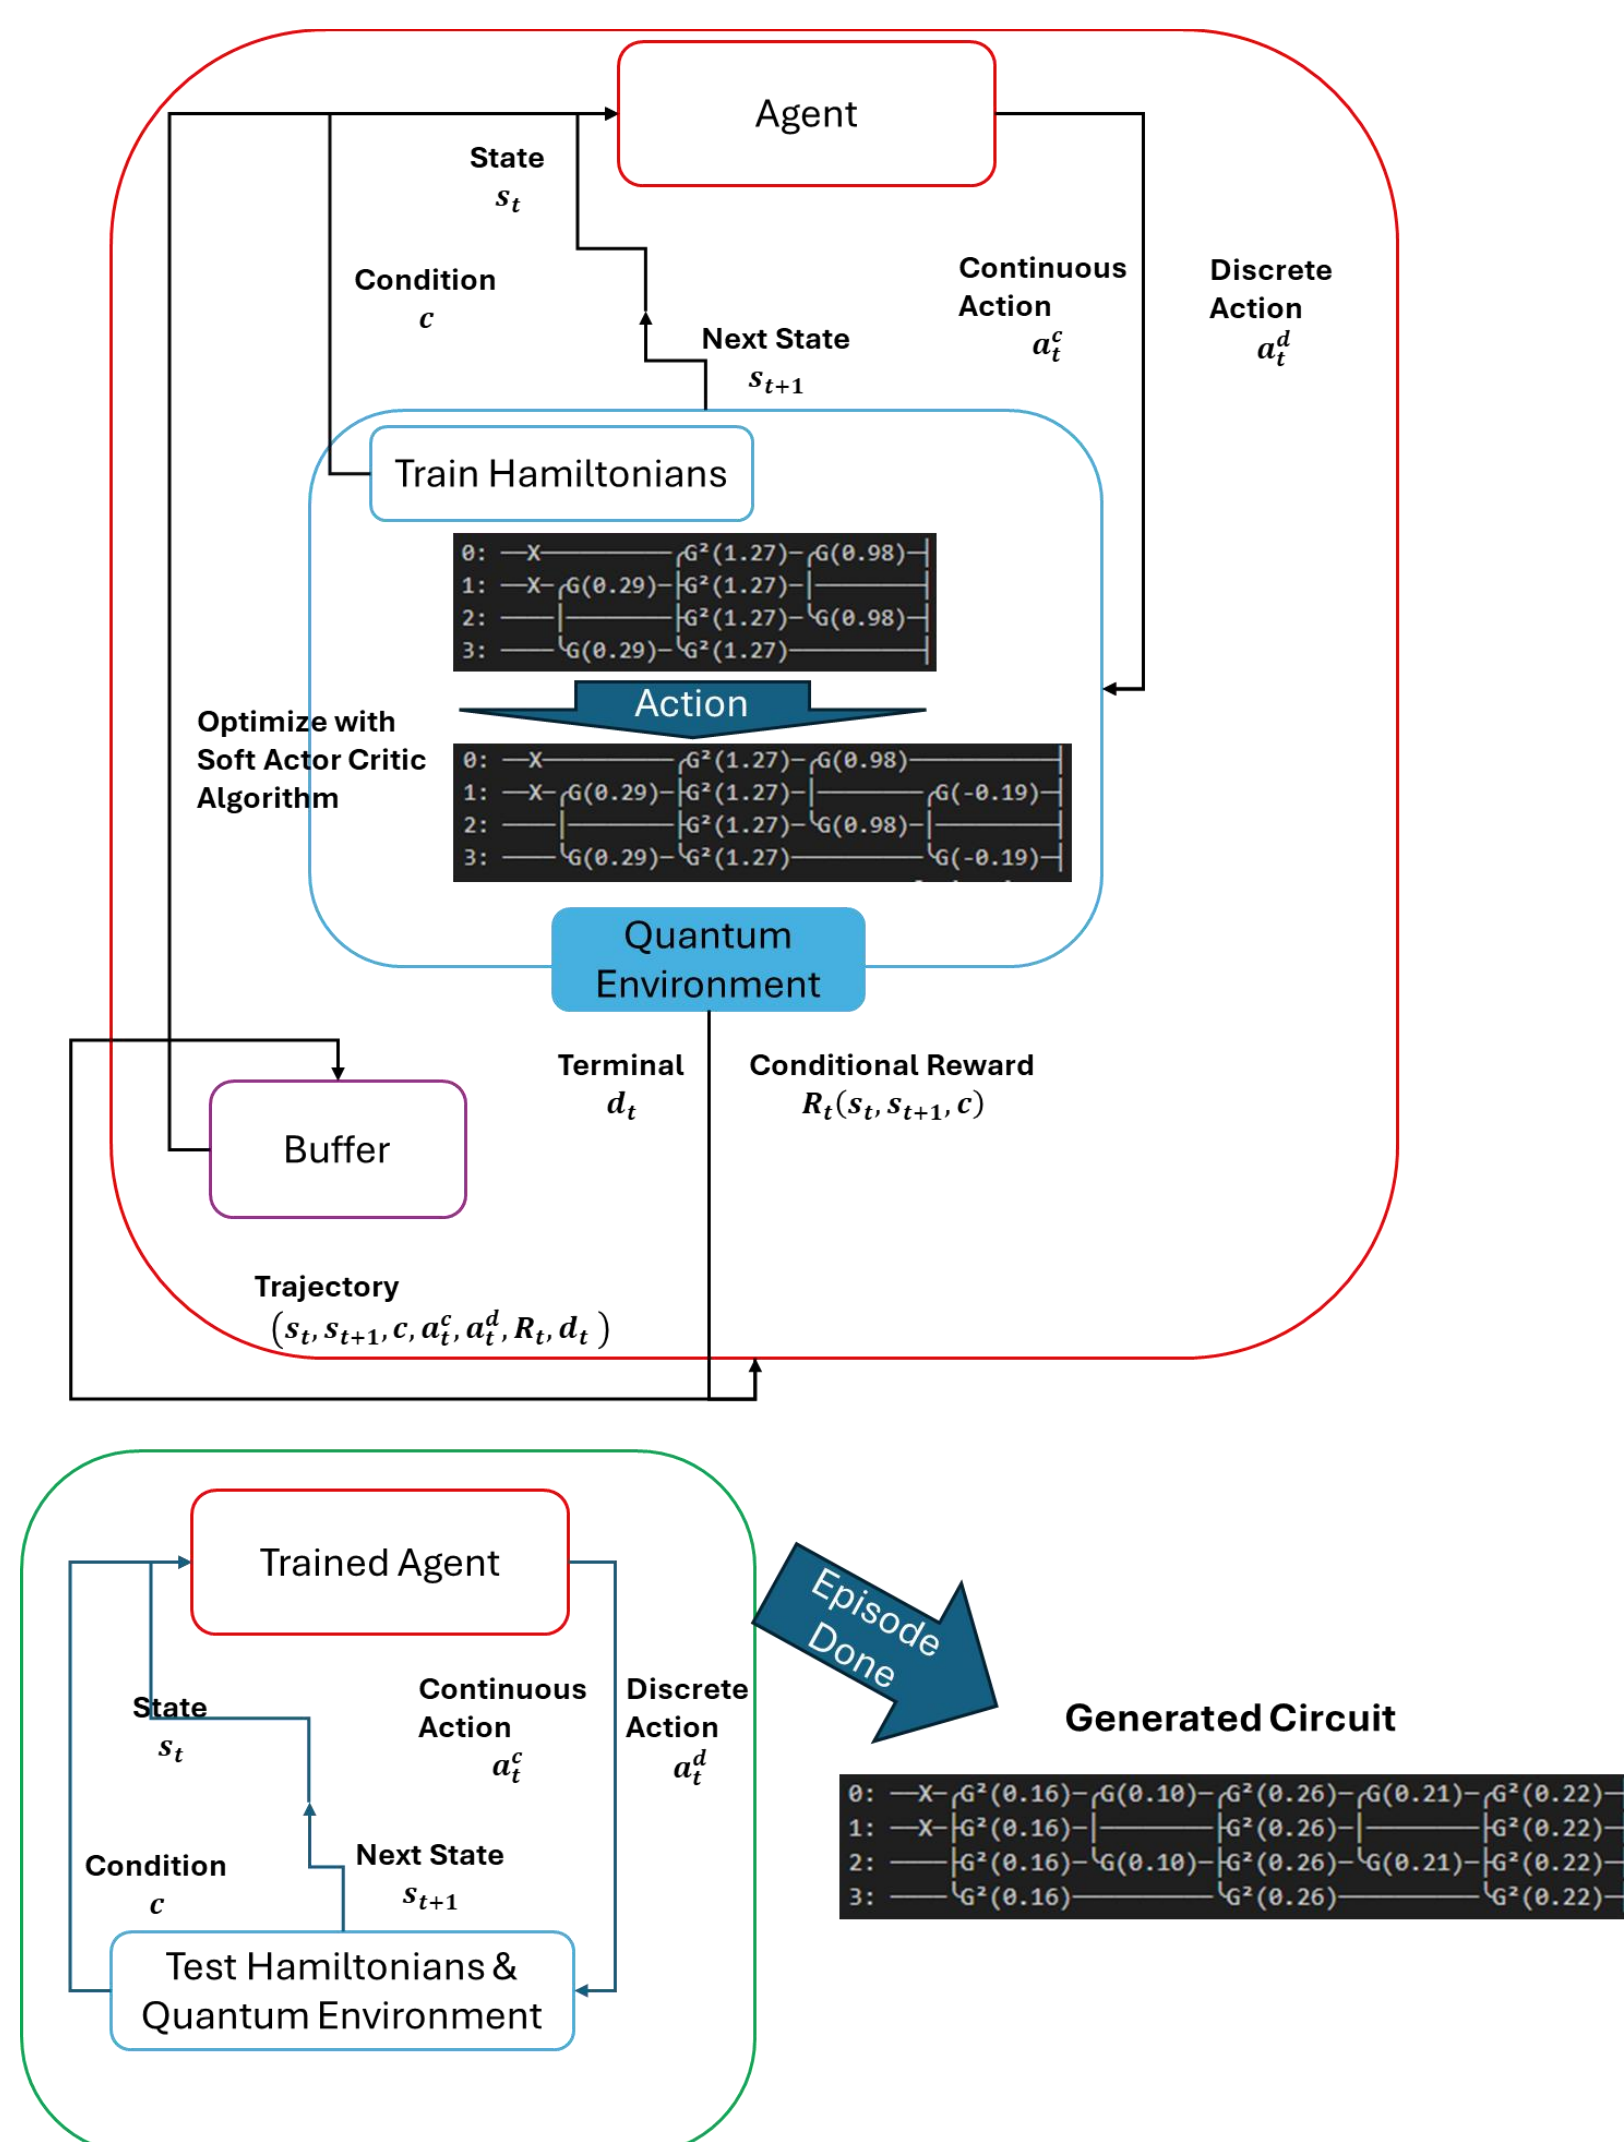 Agent
State
s_t
Condition
c
Continuous
Action
a_t^c
Discrete
Action
a_t^d
Next State
s_{t+1}
Train Hamiltonians
0: ──X──────────╭G²(1.27)─╭G(0.98)─┤
1: ──X─╭G(0.29)─├G²(1.27)─│────────┤
2: ────│────────├G²(1.27)─╰G(0.98)─┤
3: ────╰G(0.29)─╰G²(1.27)──────────┤
Action
0: ──X──────────╭G²(1.27)─╭G(0.98)───────────┤
1: ──X─╭G(0.29)─├G²(1.27)─│────────╭G(-0.19)─┤
2: ────│────────├G²(1.27)─╰G(0.98)─│─────────┤
3: ────╰G(0.29)─╰G²(1.27)──────────╰G(-0.19)─┤
Optimize with
Soft Actor Critic
Algorithm
Quantum
Environment
Terminal
d_t
Conditional Reward
R_t(s_t, s_{t+1}, c)
Buffer
Trajectory
(s_t, s_{t+1}, c, a_t^c, a_t^d, R_t, d_t )
Trained Agent
State
s_t
Continuous
Action
a_t^c
Discrete
Action
a_t^d
Condition
c
Next State
s_{t+1}
Test Hamiltonians &
Quantum Environment
Episode
Done
Generated Circuit
0: ──X─╭G²(0.16)─╭G(0.10)─╭G²(0.26)─╭G(0.21)─╭G²(0.22)─┤
1: ──X─├G²(0.16)─│────────├G²(0.26)─│────────├G²(0.22)─┤
2: ────├G²(0.16)─╰G(0.10)─├G²(0.26)─╰G(0.21)─├G²(0.22)─┤
3: ────╰G²(0.16)──────────╰G²(0.26)──────────╰G²(0.22)─┤